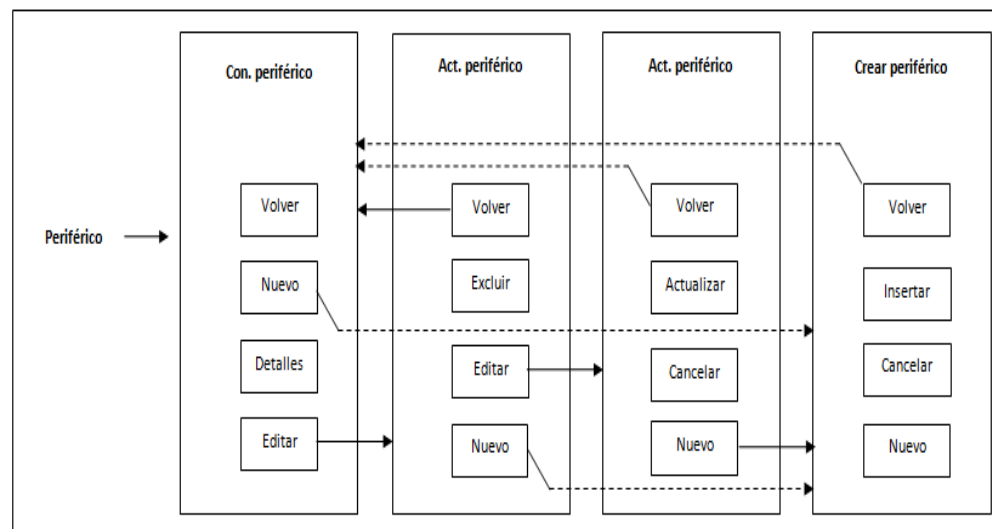 Periférico
Con. periférico
Volver
Nuevo
Detalles
Editar
Act. periférico
Volver
Excluir
Editar
Nuevo
Act. periférico
Volver
Actualizar
Cancelar
Nuevo
Crear periférico
Volver
Insertar
Cancelar
Nuevo